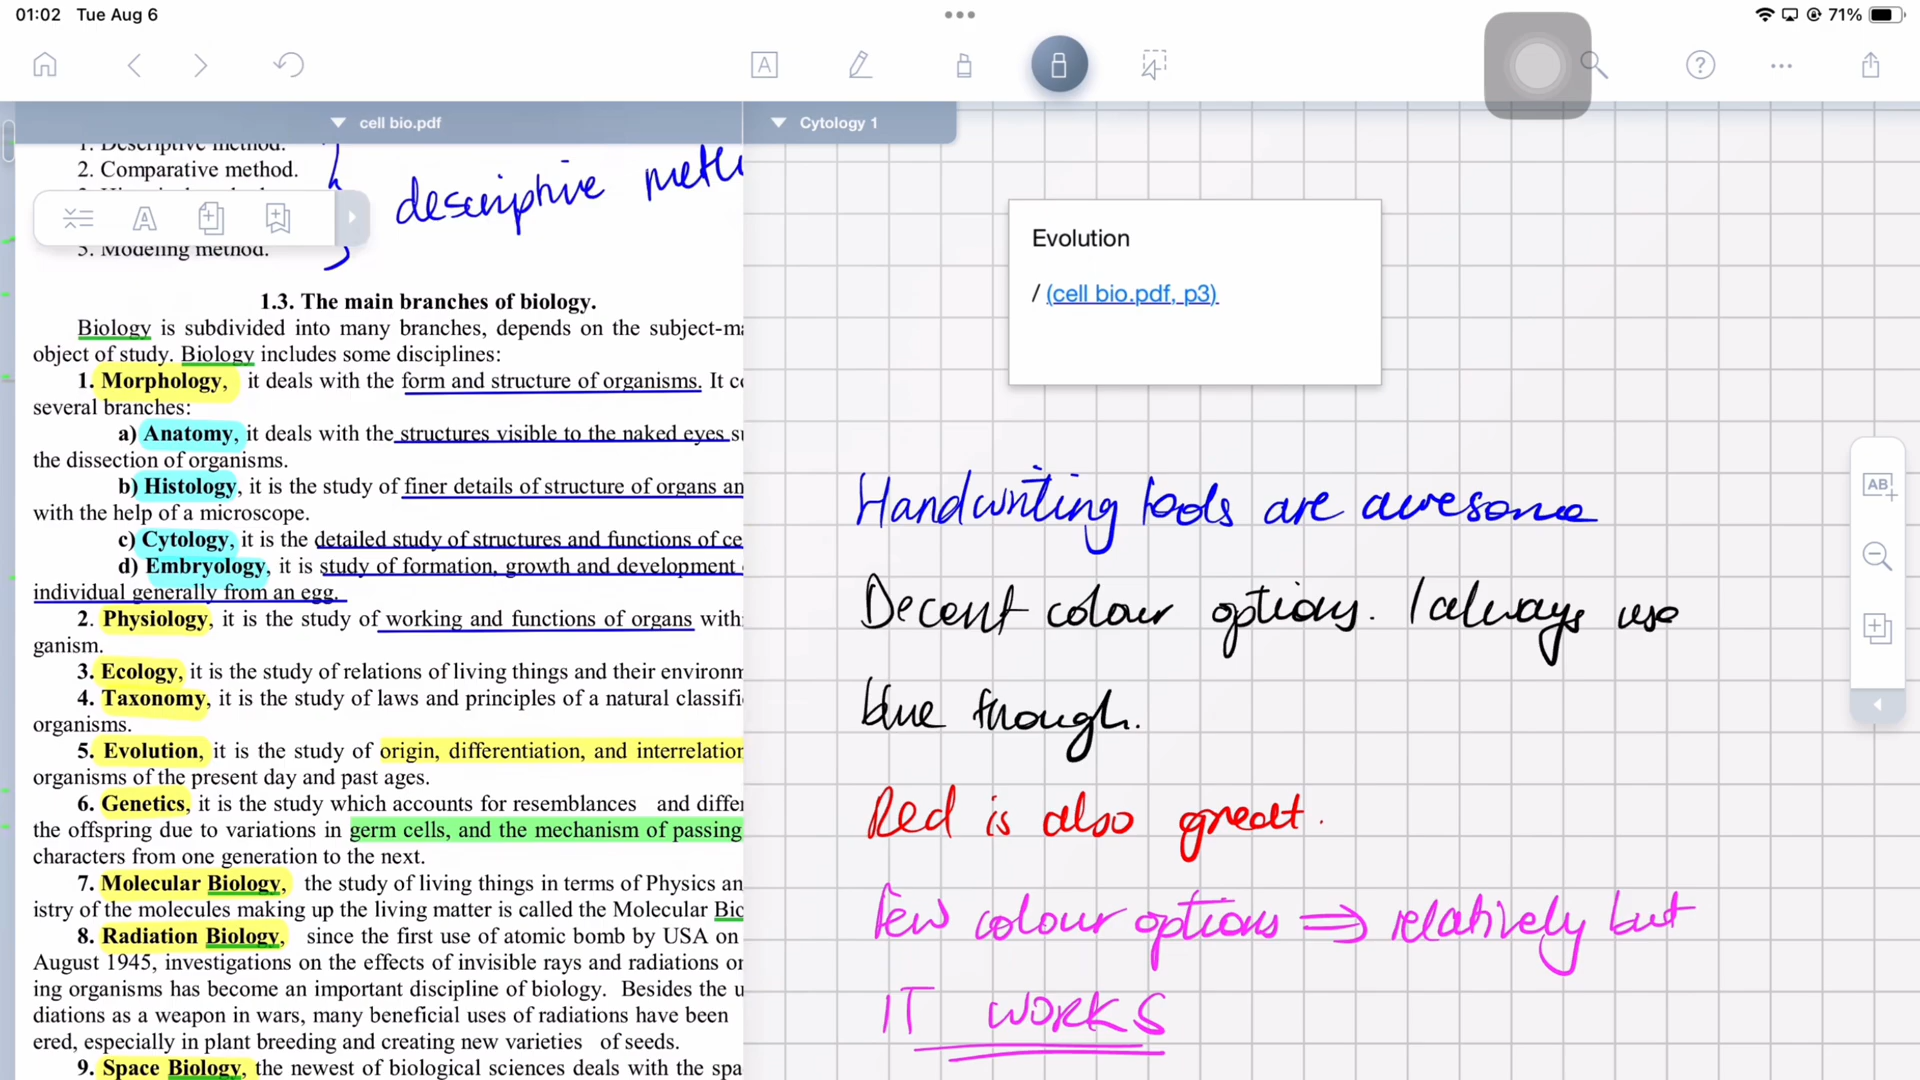 01:02 Tue Aug 6
71%
A
cell bio.pdf
Cytology 1
1. Descriptive method.
2. Comparative method.
descriptive
5. Modeling method.
1.3. The main branches of biology.
Biology is subdivided into many branches, depends on the
object of study. Biology includes some disciplines:
1. Morphology, it deals with the form and structure of organisms. It
several branches:
a) Anatomy, it deals with the structures visible to the naked eyes
the dissection of organisms.
b) Histology, it is the study of finer details of structure of organs
with the help of a microscope.
c) Cytology, it is the detailed study of structures and functions of
d) Embryology, it is study of formation, growth and development
individual generally from an egg.
2. Physiology, it is the study of working and functions of organs with
ganism.
3. Ecology, it is the study of relations of living things and their
4. Taxonomy, it is the study of laws and principles of a natural
organisms.
5. Evolution, it is the study of origin, differentiation, and
organisms of the present day and past ages.
6. Genetics, it is the study which accounts for resemblances and
the offspring due to variations in germ cells, and the mechanism of passing
characters from one generation to the next.
7. Molecular Biology, the study of living things in terms of Physics
istry of the molecules making up the living matter is called the Molecular
8. Radiation Biology, since the first use of atomic bomb by USA on
August 1945, investigations on the effects of invisible rays and radiations
ing organisms has become an important discipline of biology. Besides the
diations as a weapon in wars, many beneficial uses of radiations have been
ered, especially in plant breeding and creating new varieties of seeds.
9. Space Biology, the newest of biological sciences deals with the
Evolution
/ (cell bio.pdf, p3)
Handwriting tools are awesome
Decent colour options. I always use
blue though.
Red is also great.
Few colour options ⇒ relatively but
IT WORKS
AB